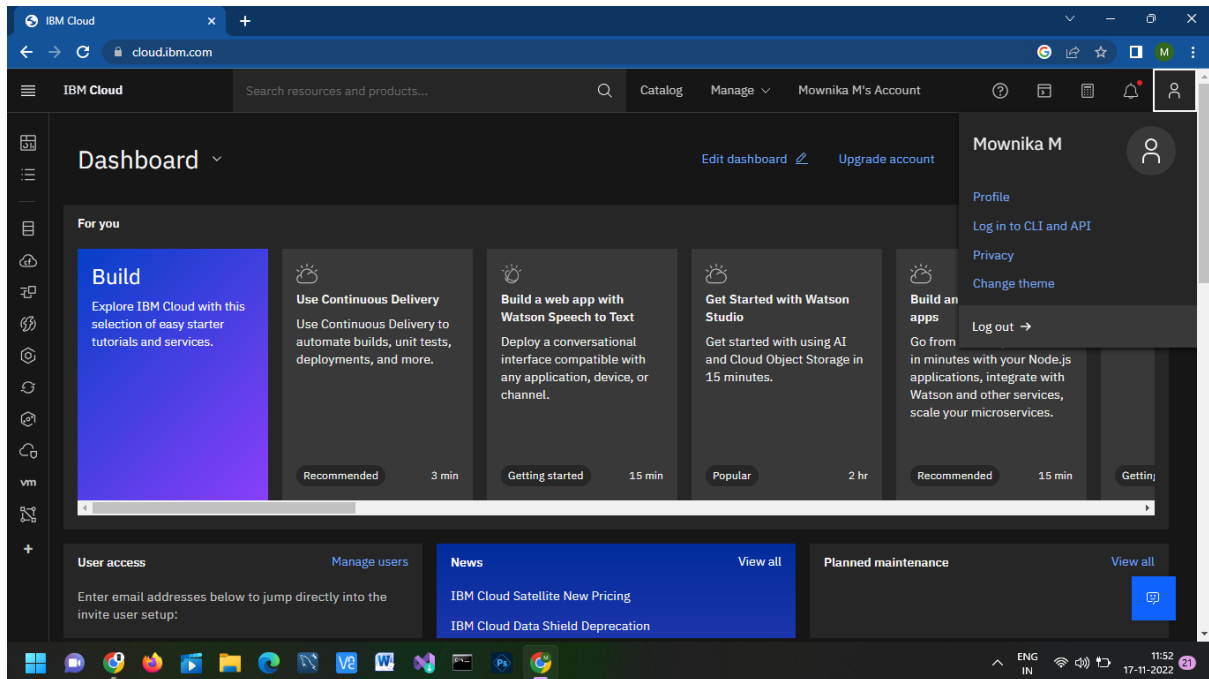 IBM Cloud
cloud.ibm.com
M
IBM Cloud
Search resources and products...
Catalog
Manage
Mownika M's Account
Dashboard
Edit dashboard
Upgrade account
Mownika M
Profile
Log in to CLI and API
Privacy
Change theme
Log out →
For you
Build
Explore IBM Cloud with this
selection of easy starter
tutorials and services.
Use Continuous Delivery
Use Continuous Delivery to
automate builds, unit tests,
deployments, and more.
Recommended
3 min
Build a web app with
Watson Speech to Text
Deploy a conversational
interface compatible with
any application, device, or
channel.
Getting started
15 min
Get Started with Watson
Studio
Get started with using AI
and Cloud Object Storage in
15 minutes.
Popular
2 hr
Build an
apps
Go from
in minutes with your Node.js
applications, integrate with
Watson and other services,
scale your microservices.
Recommended
15 min
vm
User access
Manage users
Enter email addresses below to jump directly into the
invite user setup:
News
View all
IBM Cloud Satellite New Pricing
IBM Cloud Data Shield Deprecation
Planned maintenance
View all
ENG
IN
11:52
17-11-2022
21